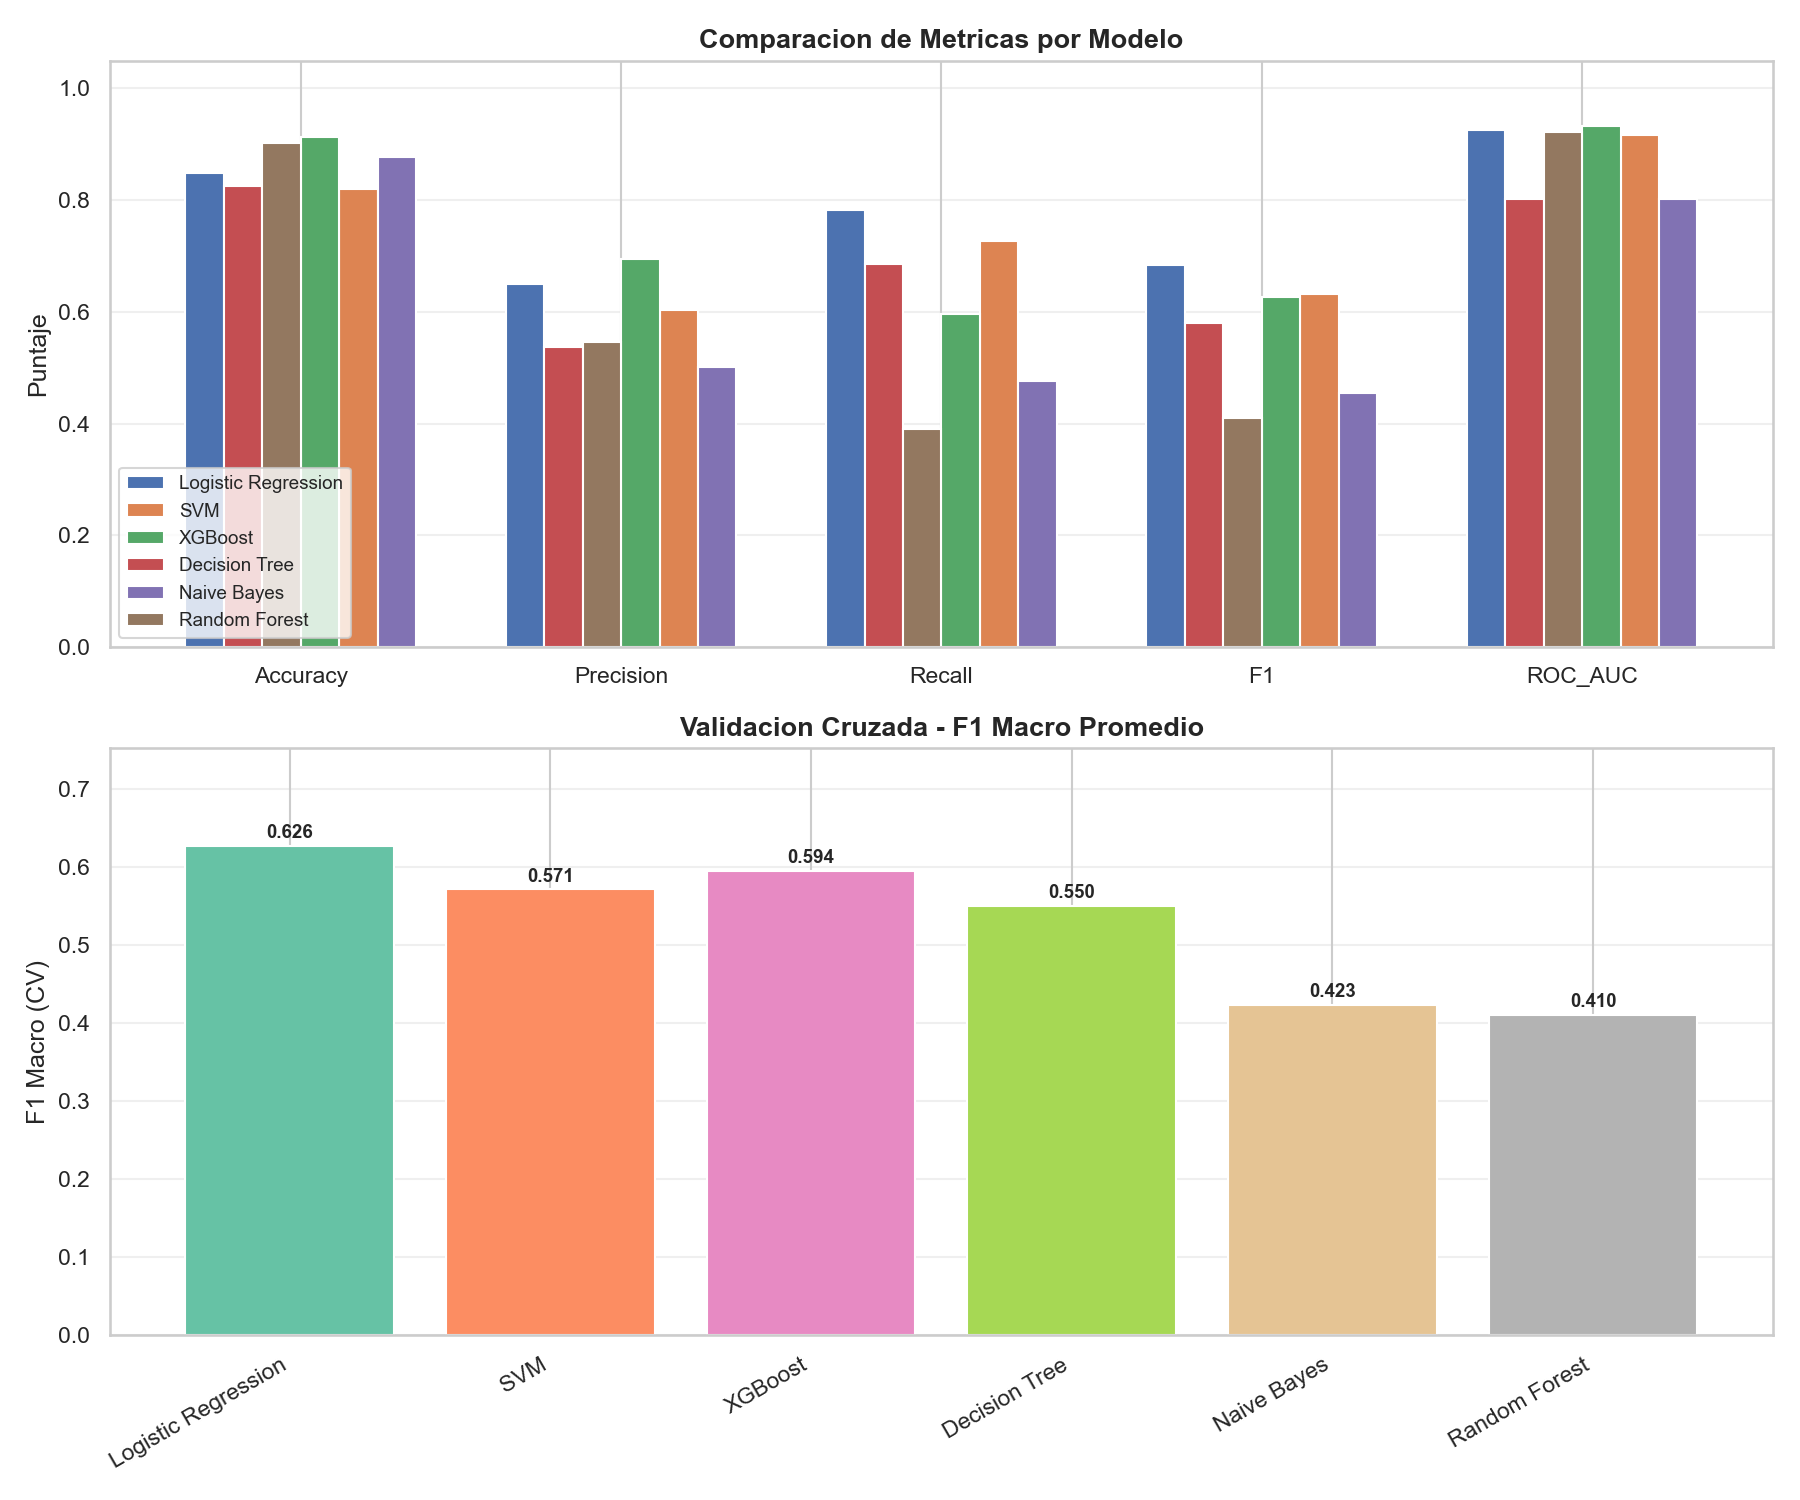 Comparacion de Metricas por Modelo
Puntaje
1.0
0.8
0.6
0.4
0.2
0.0
Logistic Regression
SVM
XGBoost
Decision Tree
Naive Bayes
Random Forest
Accuracy Precision Recall F1 ROC_AUC
Validacion Cruzada - F1 Macro Promedio
F1 Macro (CV)
0.7
0.6
0.5
0.4
0.3
0.2
0.1
0.0
0.626
0.571
0.594
0.550
0.423
0.410
Logistic Regression
SVM
XGBoost
Decision Tree
Naive Bayes
Random Forest